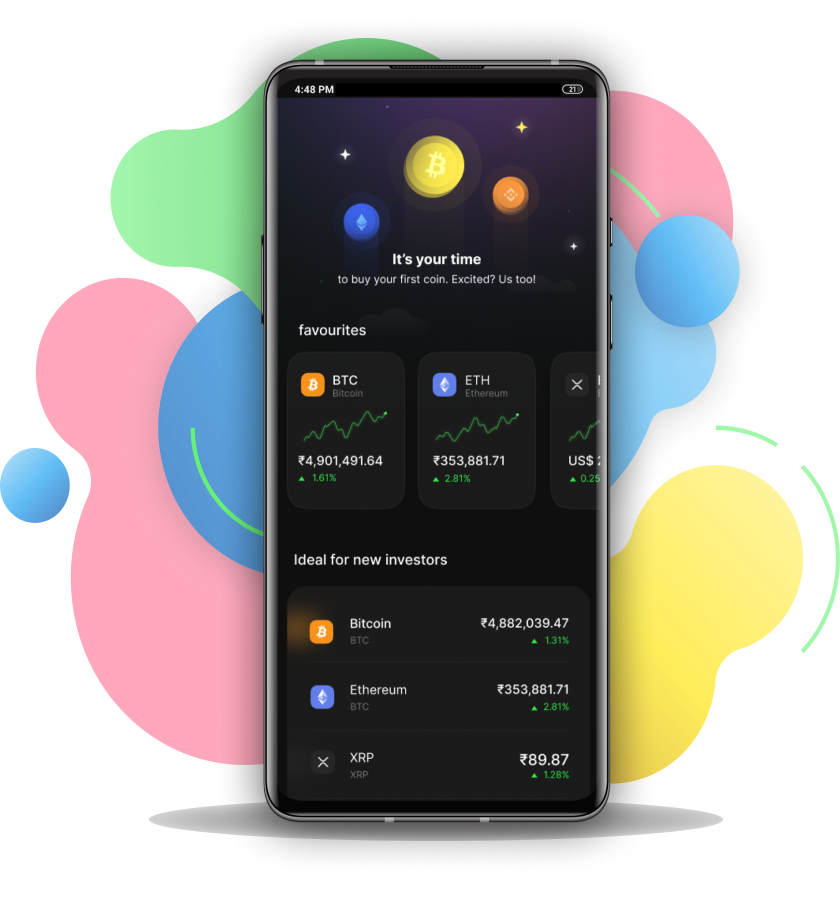 4:48 PM
21
It's your time
to buy your first coin. Excited? Us too!
favourites
BTC
Bitcoin
ETH
Ethereum
₹4,901,491.64
₹353,881.71
US$
1.61%
2.81%
0.25
Ideal for new investors
Bitcoin
₹4,882,039.47
BTC
1.31%
Ethereum
₹353,881.71
BTC
2.81%
XRP
₹89.87
XRP
1.28%